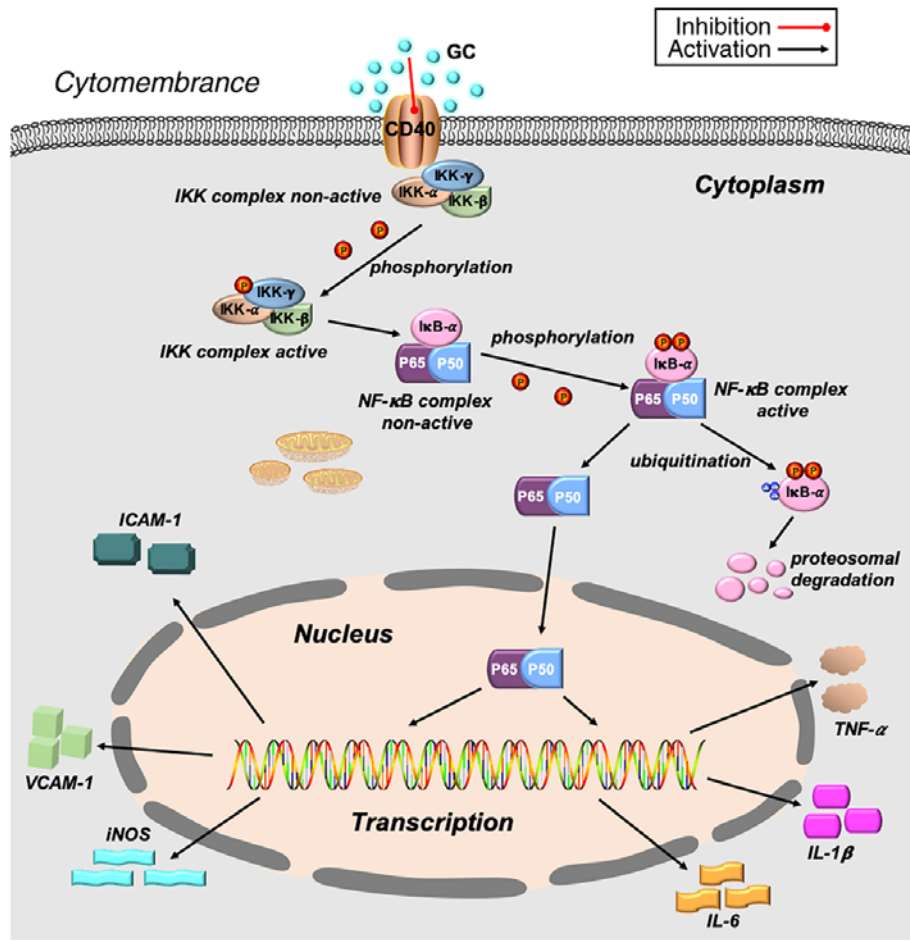 Inhibition
Activation
GC
Cytomembrance
CD40
Cytoplasm
IKK complex non-active
IKK-γ
IKK-α
IKK-β
P
P
phosphorylation
P
IKK-γ
IKK-α
IKK-β
IKK complex active
IκB-α
P65
P50
NF-κB complex
non-active
phosphorylation
P
P
P
P
IκB-α
P65
P50
NF-κB complex
active
ubiquitination
P
P
IκB-α
P65
P50
proteosomal
degradation
ICAM-1
Nucleus
P65
P50
TNF-α
VCAM-1
Transcription
iNOS
IL-1β
IL-6